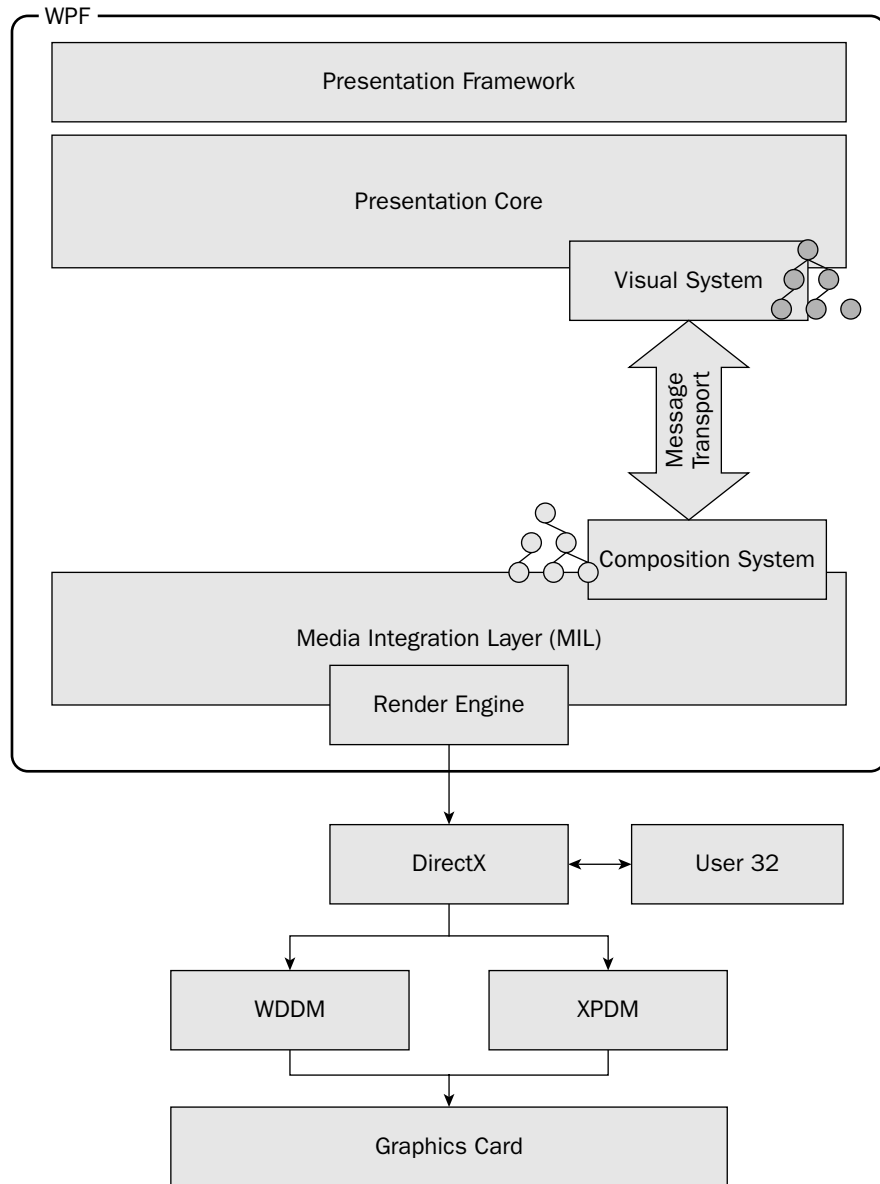 WPF
Presentation Framework
Presentation Core
Visual System
Message
Transport
Composition System
Media Integration Layer (MIL)
Render Engine
DirectX
User 32
WDDM
XPDM
Graphics Card